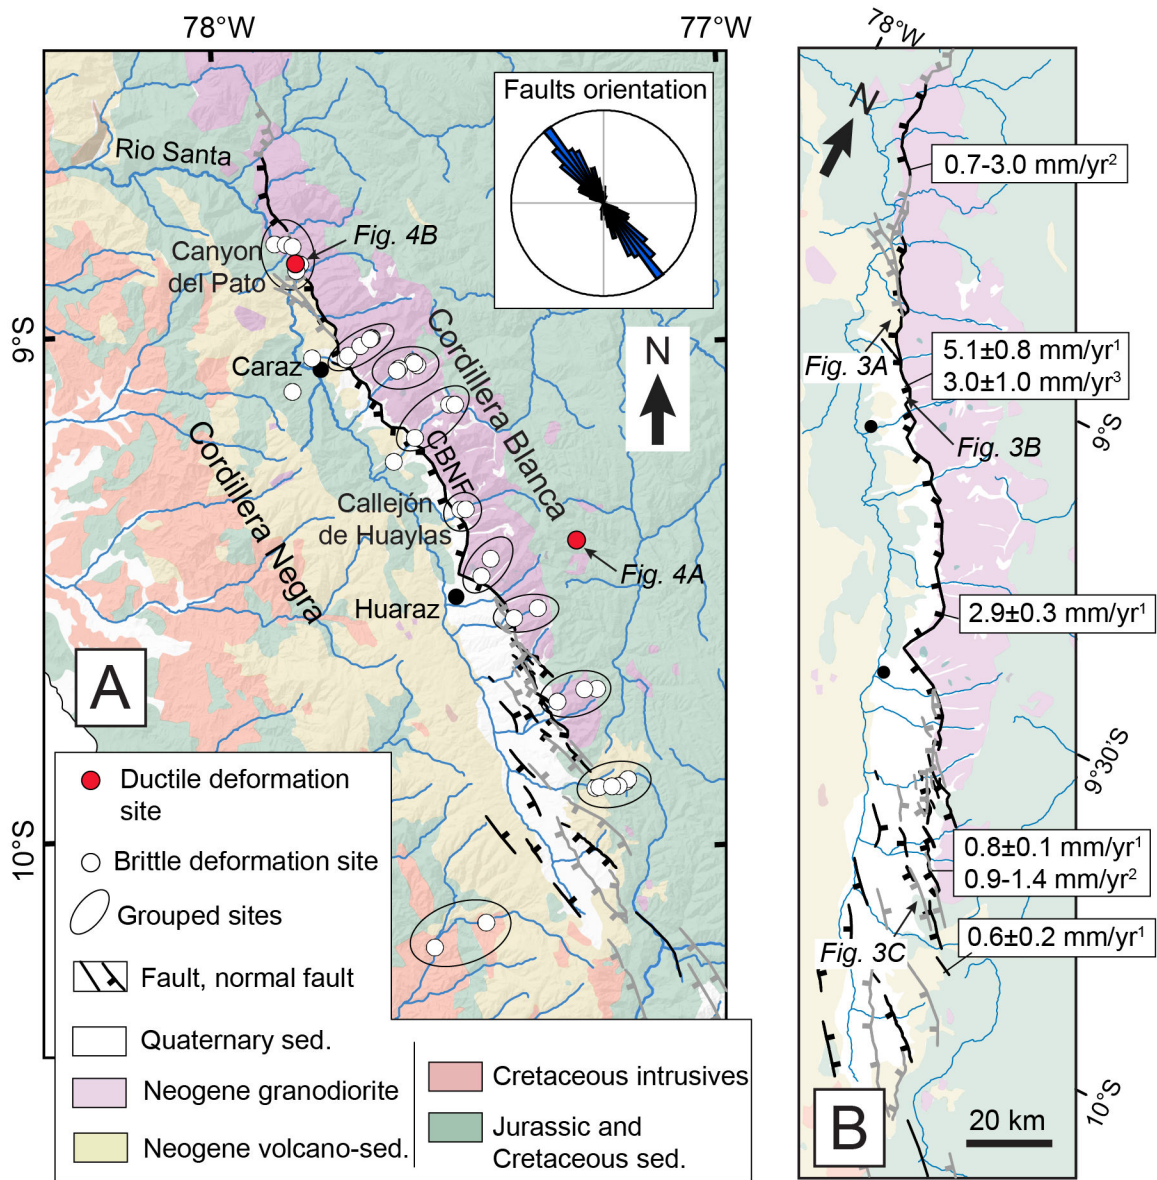 78°W
77°W
Faults orientation
Rio Santa
Fig. 4B
Canyon
del Pato
9°S
N
Caraz
Cordillera Blanca
CBNF
Cordillera Negra
Callejón
de Huaylas
Fig. 4A
Huaraz
A
10°S
Ductile deformation
site
Brittle deformation site
Grouped sites
Fault, normal fault
Quaternary sed.
Neogene granodiorite
Neogene volcano-sed.
Cretaceous intrusives
Jurassic and
Cretaceous sed.
78°W
N
0.7-3.0 mm/yr²
Fig. 3A
5.1±0.8 mm/yr¹
3.0±1.0 mm/yr³
9°S
Fig. 3B
2.9±0.3 mm/yr¹
9°30'S
0.8±0.1 mm/yr¹
0.9-1.4 mm/yr²
Fig. 3C
0.6±0.2 mm/yr¹
10°S
B
20 km